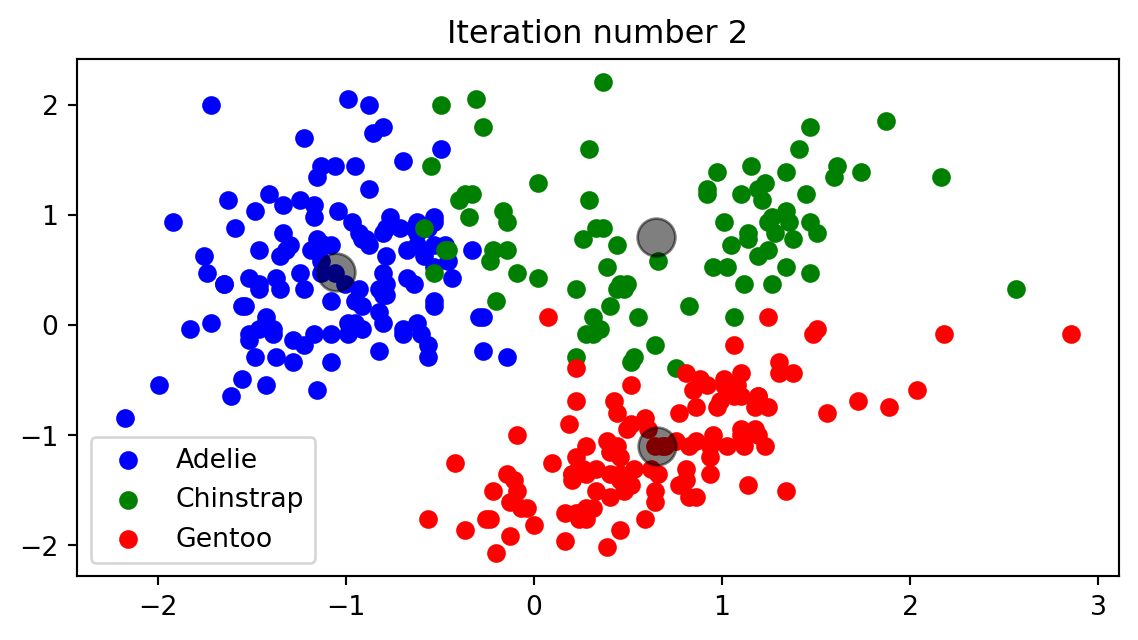 Iteration number 2
2
1
0
−1
−2
Adelie
Chinstrap
Gentoo
−2 −1 0 1 2 3